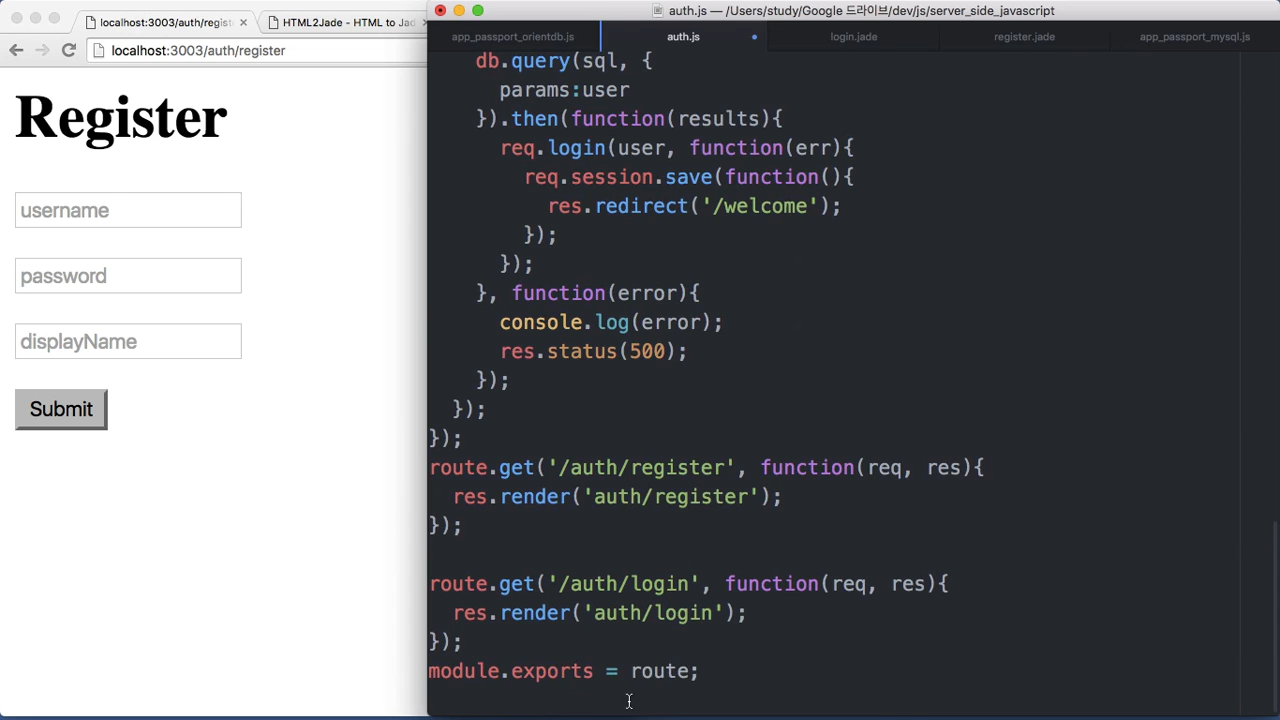 localhost:3003/auth/regist
HTML2Jade - HTML to Jad
localhost:3003/auth/register
Register
username
password
displayName
Submit
auth.js — /Users/study/Google 드라이브/dev/js/server_side_javascript
app_passport_orientdb.js
auth.js
login.jade
register.jade
app_passport_mysql.js
db.query(sql, {
params:user
}).then(function(results){
req.login(user, function(err){
req.session.save(function(){
res.redirect('/welcome');
});
});
}, function(error){
console.log(error);
res.status(500);
});
});
});
route.get('/auth/register', function(req, res){
res.render('auth/register');
});
route.get('/auth/login', function(req, res){
res.render('auth/login');
});
module.exports = route;